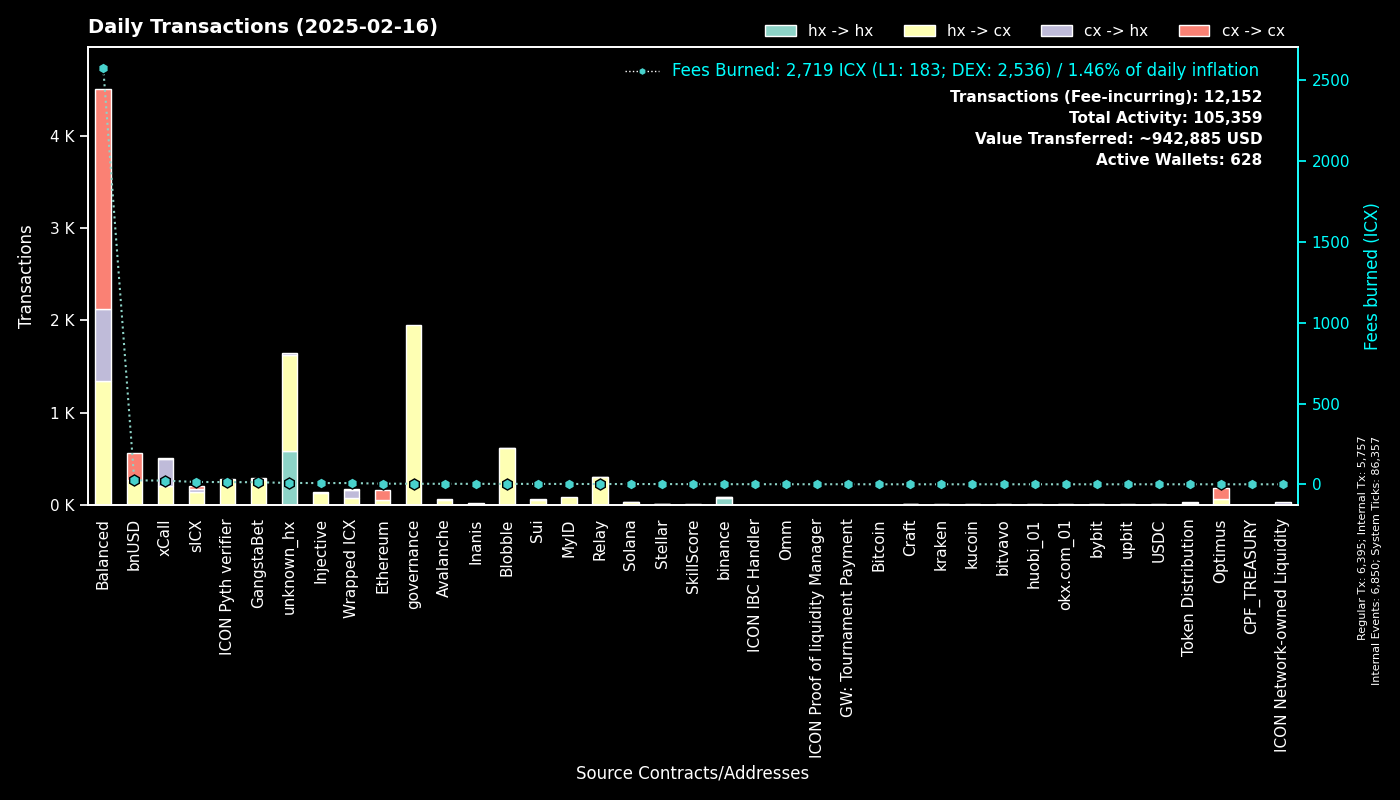 Daily Transactions (2025-02-16)
hx -> hx
hx -> cx
cx -> hx
cx -> cx
Fees Burned: 2,719 ICX (L1: 183; DEX: 2,536) / 1.46% of daily inflation
Transactions (Fee-incurring): 12,152
Total Activity: 105,359
Value Transferred: ~942,885 USD
Active Wallets: 628
Transactions
4 K
3 K
2 K
1 K
0 K
2500
2000
1500
1000
500
0
Fees burned (ICX)
Regular Tx: 6,395; Internal Tx: 5,757
Internal Events: 6,850; System Ticks: 86,357
Balanced
bnUSD
xCall
sICX
ICON Pyth verifier
GangstaBet
unknown_hx
Injective
Wrapped ICX
Ethereum
governance
Avalanche
Inanis
Blobble
Sui
MyID
Relay
Solana
Stellar
SkillScore
binance
ICON IBC Handler
Omm
ICON Proof of liquidity Manager
GW: Tournament Payment
Bitcoin
Craft
kraken
kucoin
bitvavo
huobi_01
okx.com_01
bybit
upbit
USDC
Token Distribution
Optimus
CPF_TREASURY
ICON Network-owned Liquidity
Source Contracts/Addresses